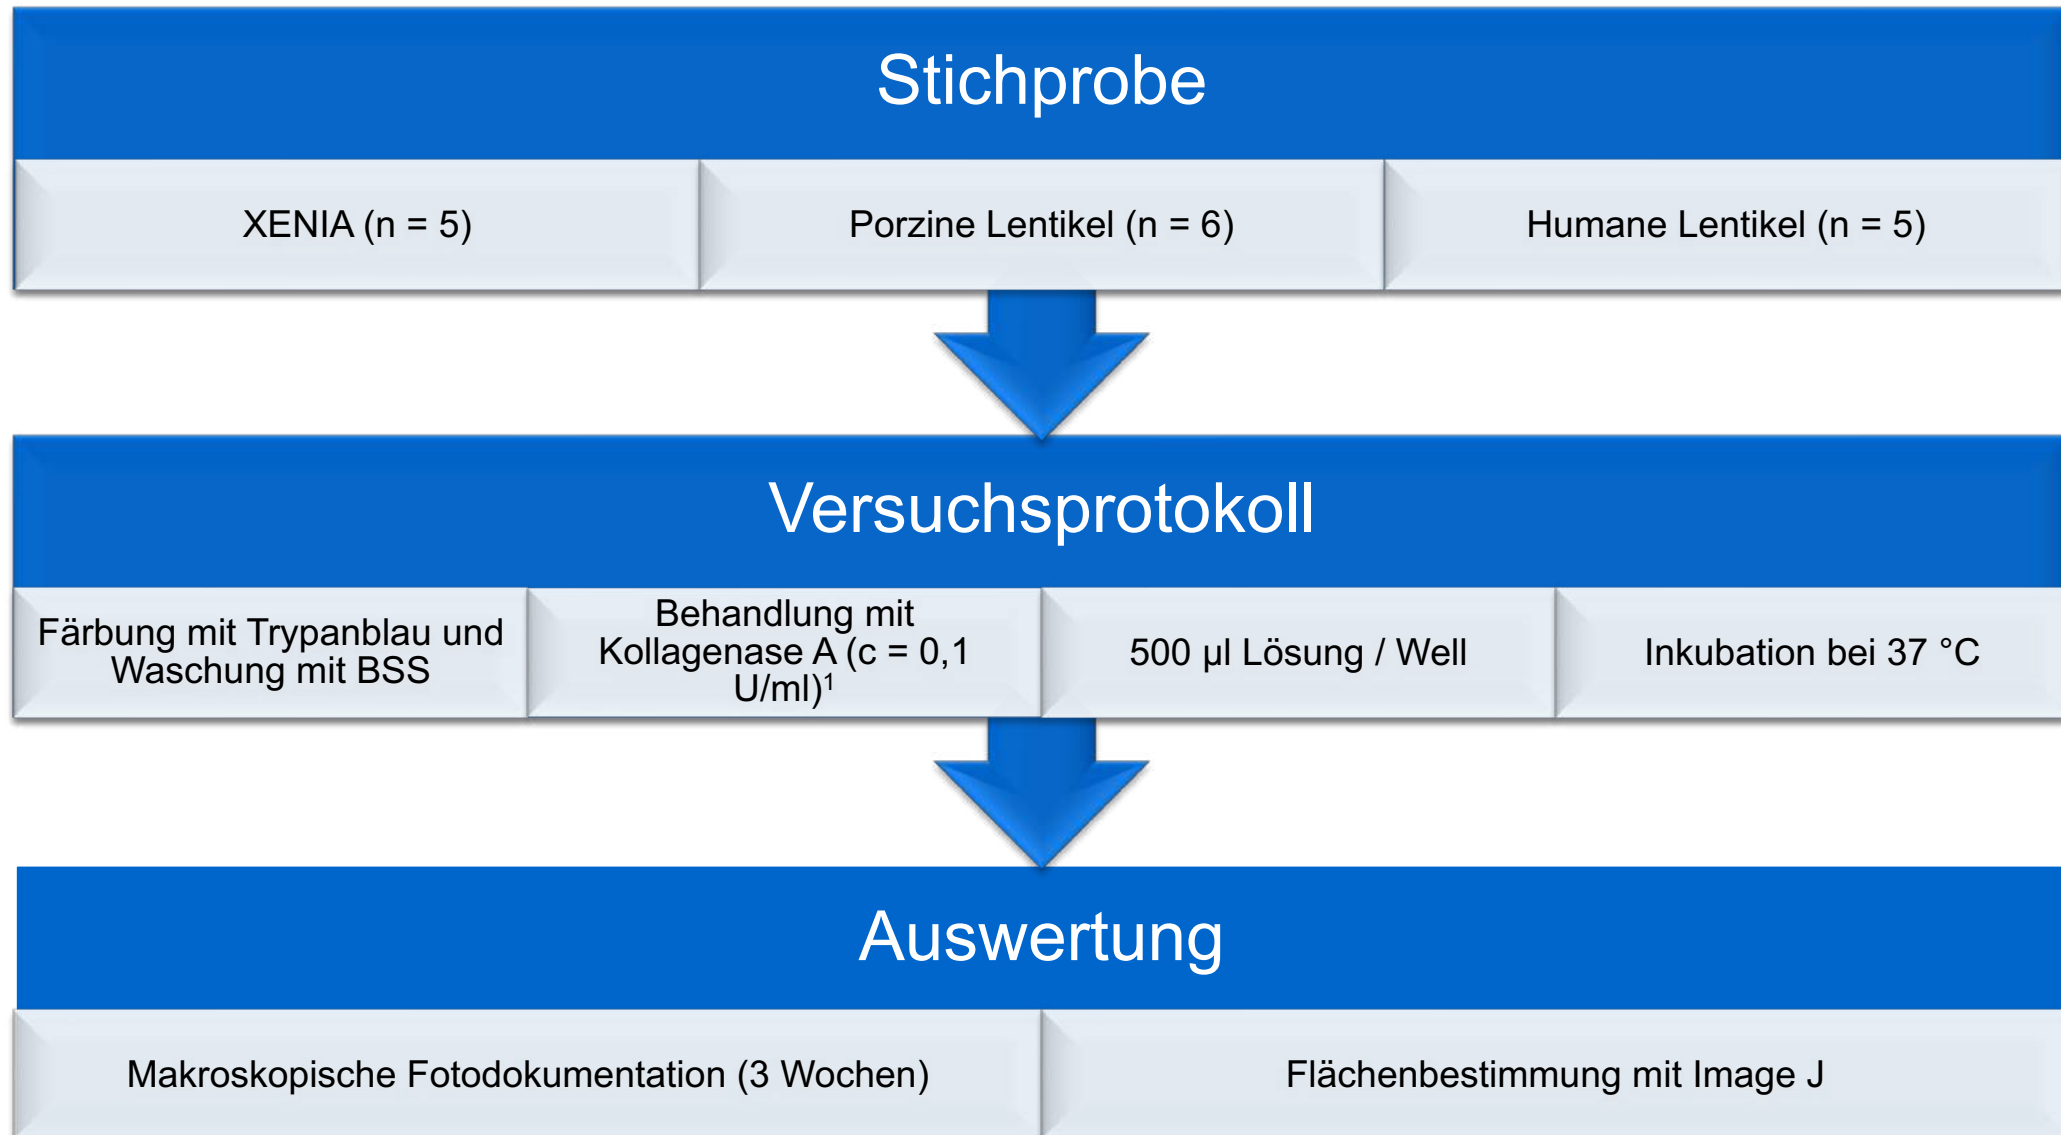 Stichprobe
XENIA (n = 5)
Porzine Lentikel (n = 6)
Humane Lentikel (n = 5)
Versuchsprotokoll
Färbung mit Trypanblau und
Waschung mit BSS
Behandlung mit
Kollagenase A (c = 0,1
U/ml)¹
500 µl Lösung / Well
Inkubation bei 37 °C
Auswertung
Makroskopische Fotodokumentation (3 Wochen)
Flächenbestimmung mit Image J